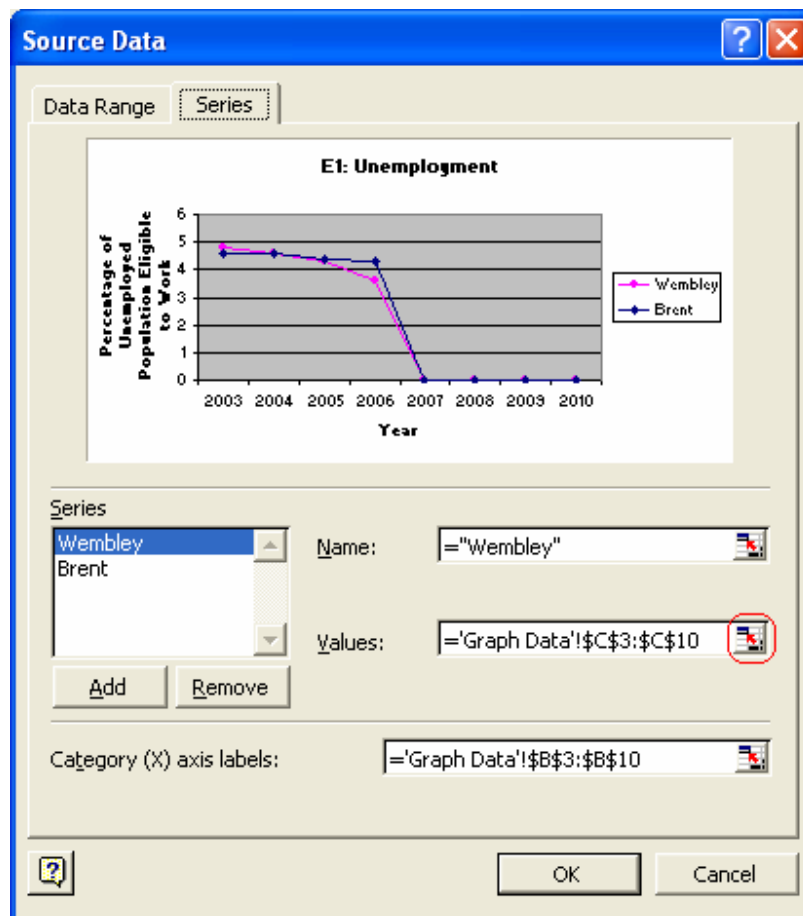 Source Data
Data Range Series
E1: Unemployment
Percentage of
Unemployed
Population Eligible
to Work
6
5
4
3
2
1
0
2003 2004 2005 2006 2007 2008 2009 2010
Year
Wembley
Brent
Series
Wembley
Brent
Name: ="Wembley"
Values: ='Graph Data'!$C$3:$C$10
Add Remove
Category (X) axis labels: ='Graph Data'!$B$3:$B$10
OK Cancel